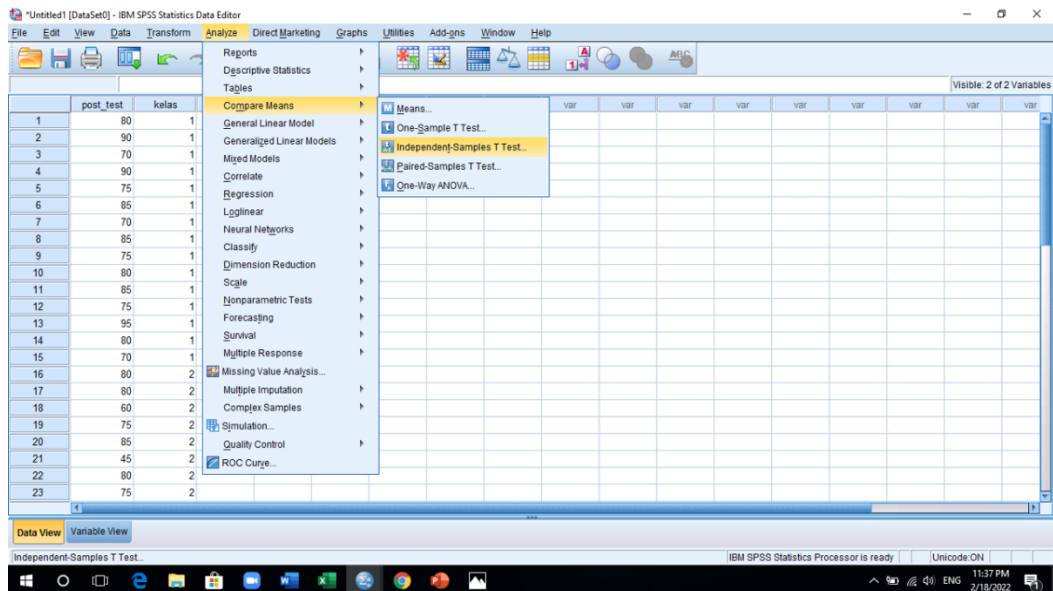 *Untitled1 [DataSet0] - IBM SPSS Statistics Data Editor
File Edit View Data Transform Analyze Direct Marketing Graphs Utilities Add-ons Window Help
Visible: 2 of 2 Variables
Reports
Descriptive Statistics
Tables
Compare Means
General Linear Model
Generalized Linear Models
Mixed Models
Correlate
Regression
Loglinear
Neural Networks
Classify
Dimension Reduction
Scale
Nonparametric Tests
Forecasting
Survival
Multiple Response
Missing Value Analysis...
Multiple Imputation
Complex Samples
Simulation...
Quality Control
ROC Curve...
Means...
One-Sample T Test...
Independent-Samples T Test...
Paired-Samples T Test...
One-Way ANOVA...
post_test kelas var var var var var var var var var
1 80 1
2 90 1
3 70 1
4 90 1
5 75 1
6 85 1
7 70 1
8 85 1
9 75 1
10 80 1
11 85 1
12 75 1
13 95 1
14 80 1
15 70 1
16 80 2
17 80 2
18 60 2
19 75 2
20 85 2
21 45 2
22 80 2
23 75 2
Data View Variable View
Independent-Samples T Test... IBM SPSS Statistics Processor is ready Unicode:ON
ENG 11:37 PM
2/18/2022